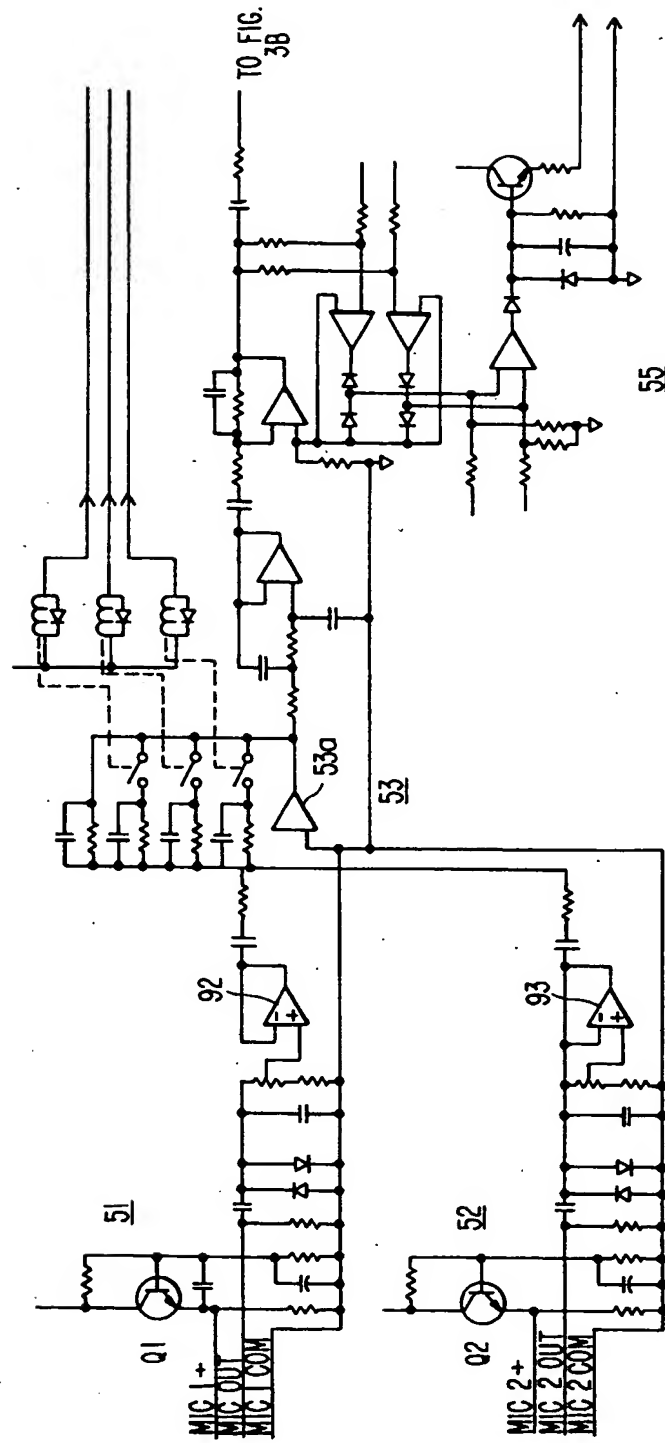 TO FIG.
3B
51
Q1
92
MIC 1 +
MIC OUT
MIC 1 COM
53a
53
55
52
Q2
93
MIC 2 +
MIC 2 OUT
MIC 2 COM
-
+
-
+